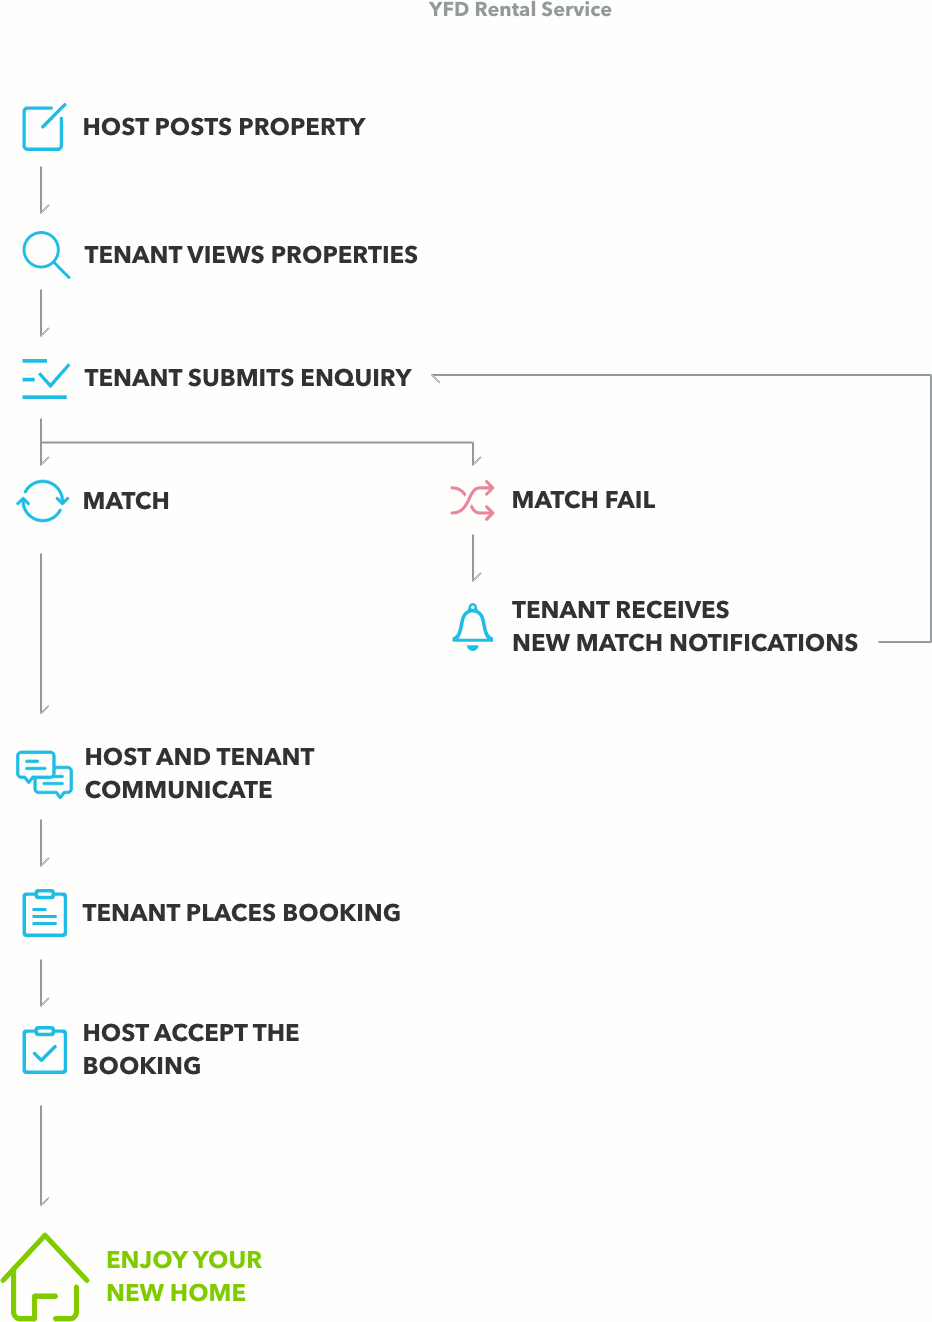 YFD Rental Service
HOST POSTS PROPERTY
TENANT VIEWS PROPERTIES
TENANT SUBMITS ENQUIRY
MATCH
MATCH FAIL
TENANT RECEIVES
NEW MATCH NOTIFICATIONS
HOST AND TENANT
COMMUNICATE
TENANT PLACES BOOKING
HOST ACCEPT THE
BOOKING
ENJOY YOUR
NEW HOME